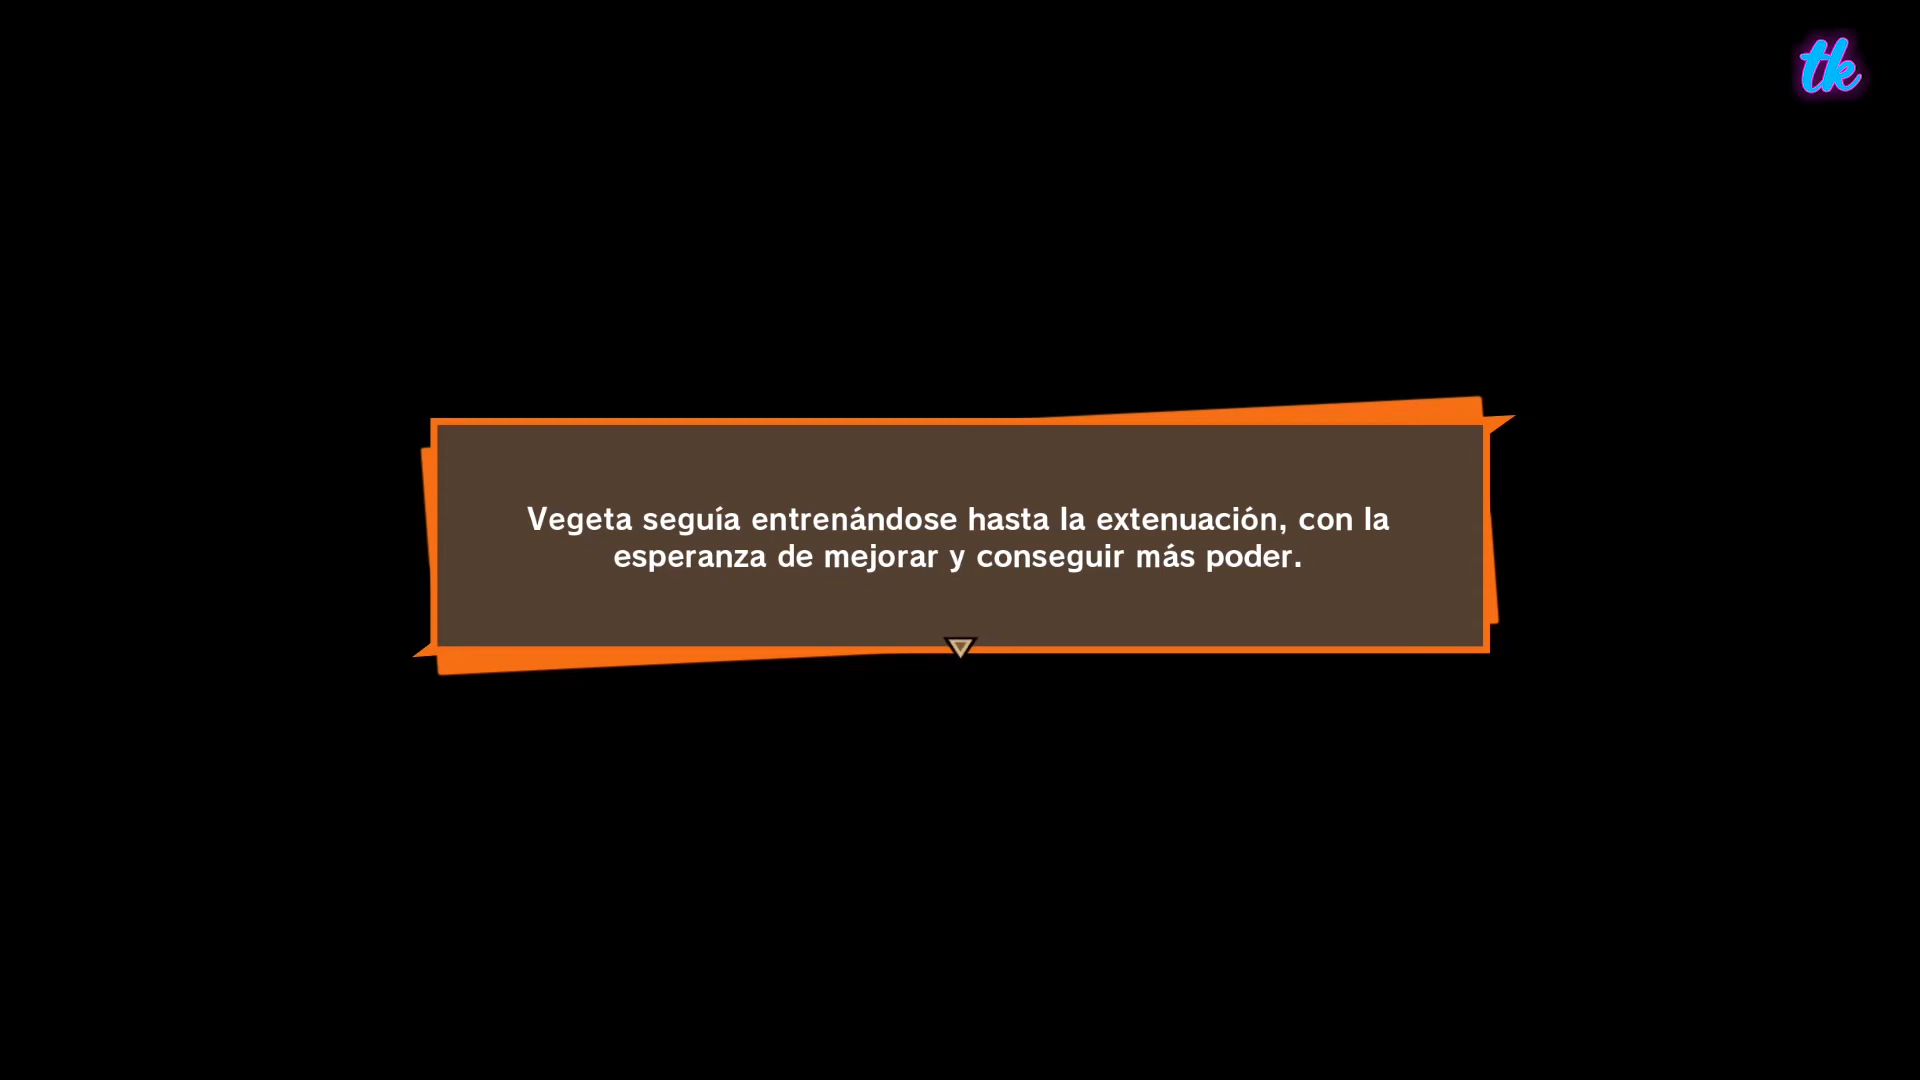 tk
Vegeta seguía entrenándose hasta la extenuación, con la
esperanza de mejorar y conseguir más poder.